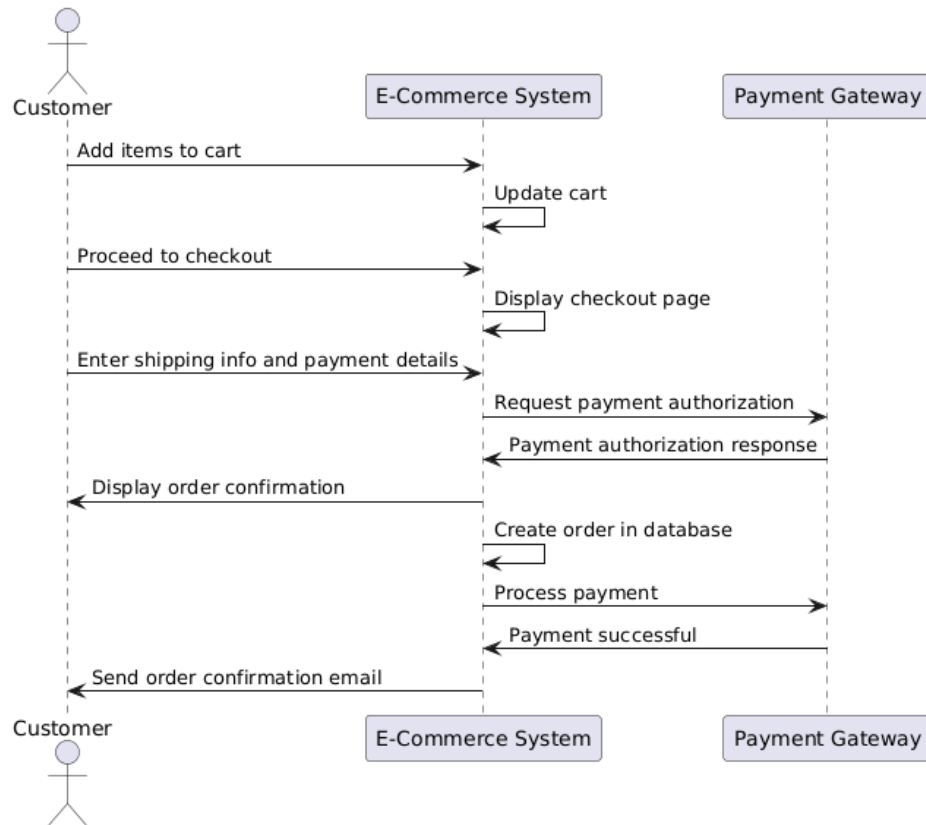 Customer
E-Commerce System
Payment Gateway
Add items to cart
Update cart
Proceed to checkout
Display checkout page
Enter shipping info and payment details
Request payment authorization
Payment authorization response
Display order confirmation
Create order in database
Process payment
Payment successful
Send order confirmation email
Customer
E-Commerce System
Payment Gateway